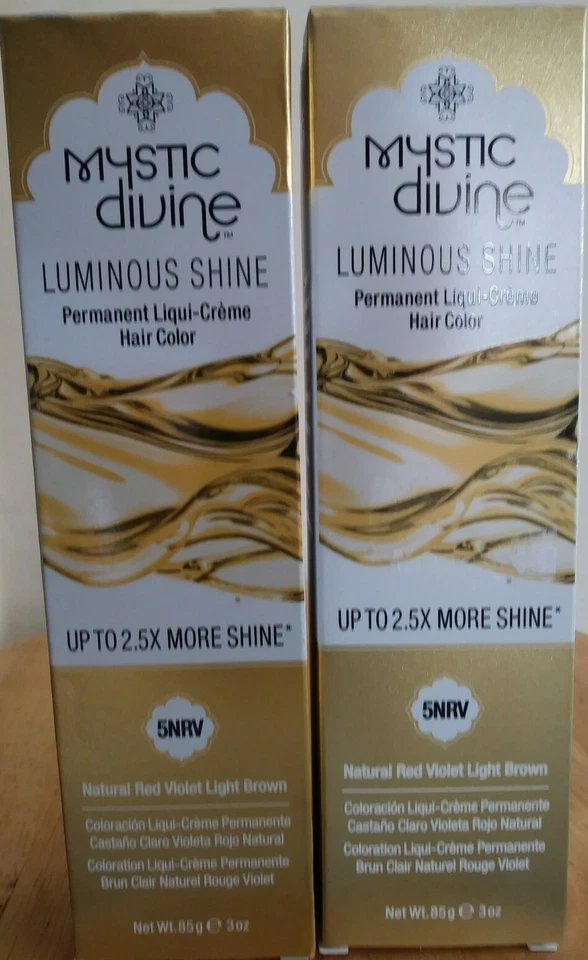 Mystic
divine™
LUMINOUS SHINE
Permanent Liqui-Crème
Hair Color
UP TO 2.5X MORE SHINE*
5NRV
Natural Red Violet Light Brown
Coloración Liqui-Crème Permanente
Castaño Claro Violeta Rojo Natural
Coloration Liqui-Crème Permanente
Brun Clair Naturel Rouge Violet
Net Wt. 85g ℮ 3oz
Mystic
divine™
LUMINOUS SHINE
Permanent Liqui-Crème
Hair Color
UP TO 2.5X MORE SHINE*
5NRV
Natural Red Violet Light Brown
Coloración Liqui-Crème Permanente
Castaño Claro Violeta Rojo Natural
Coloration Liqui-Crème Permanente
Brun Clair Naturel Rouge Violet
Net Wt. 85g ℮ 3oz